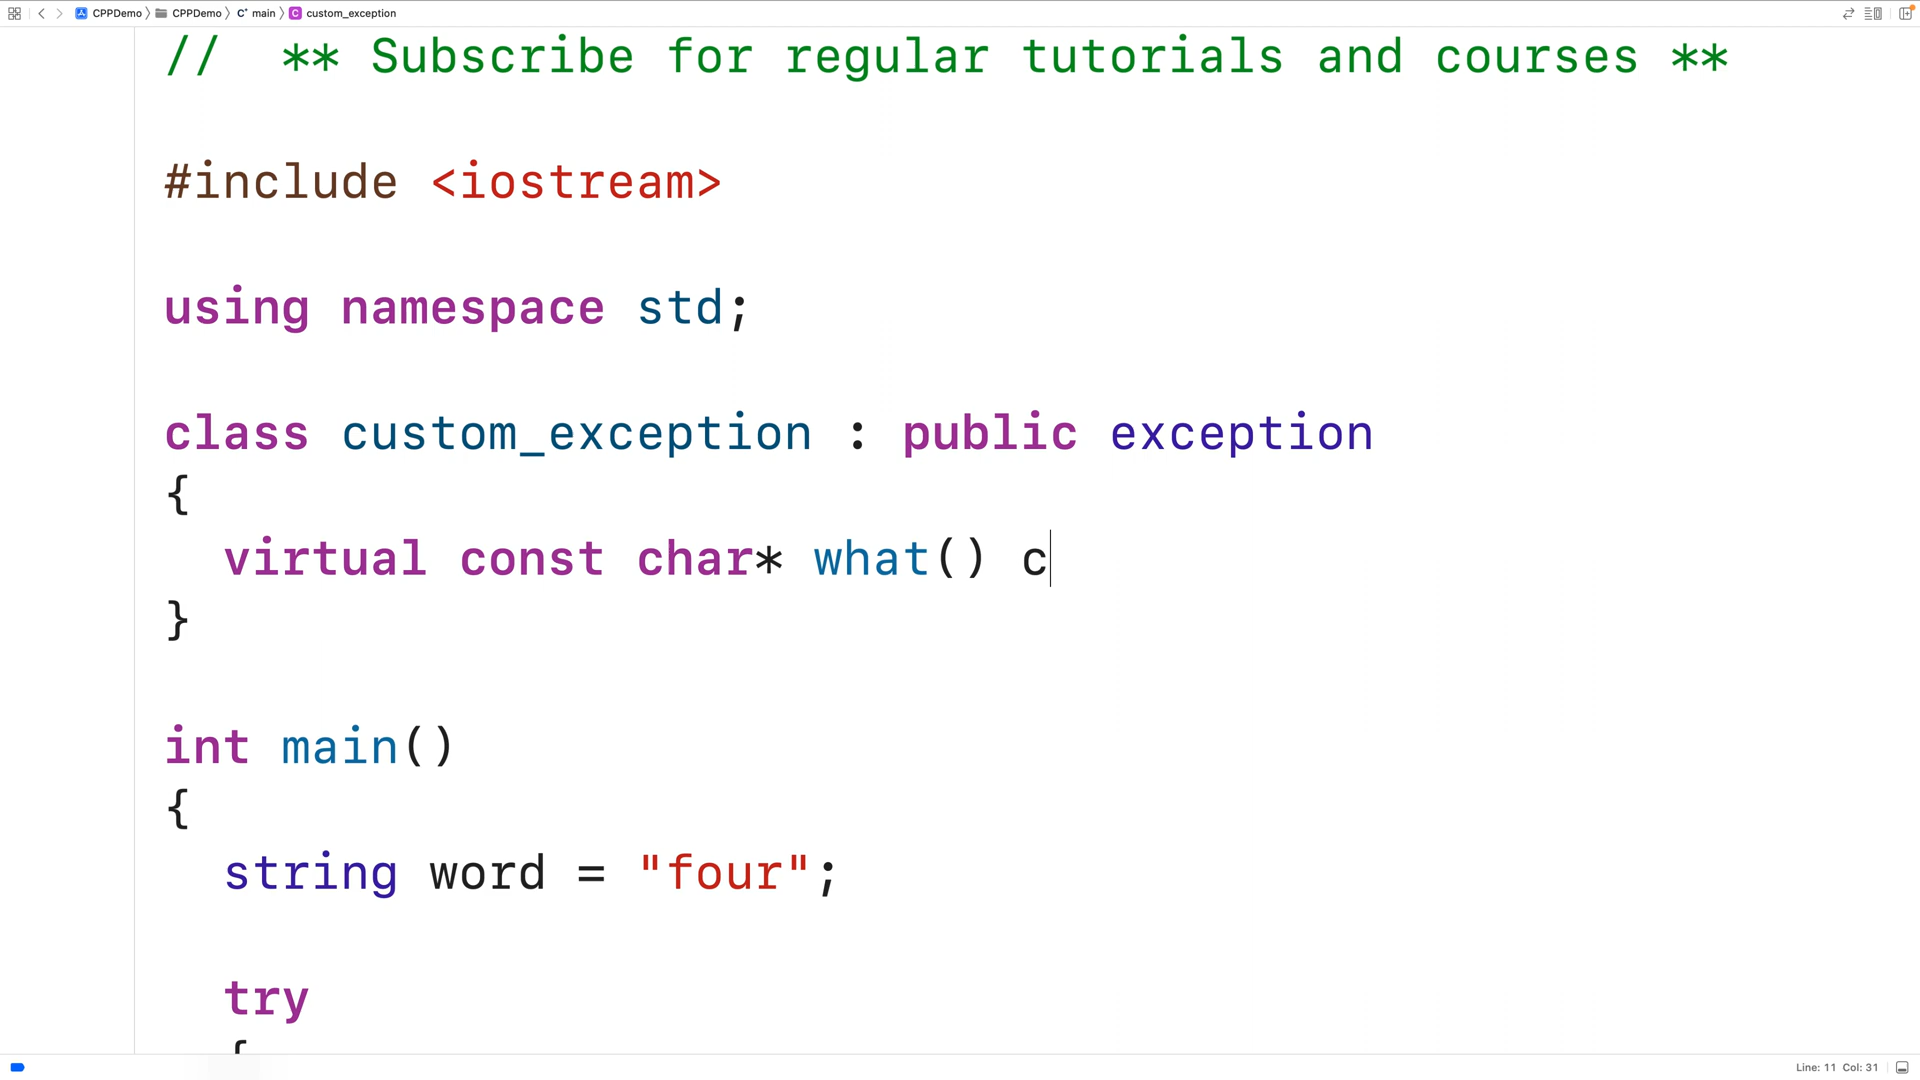 CPPDemo CPPDemo C+ main C custom_exception
// ** Subscribe for regular tutorials and courses **
#include <iostream>
using namespace std;
class custom_exception : public exception
{
virtual const char* what() c
}
int main()
{
string word = "four";
try
{
Line: 11 Col: 31